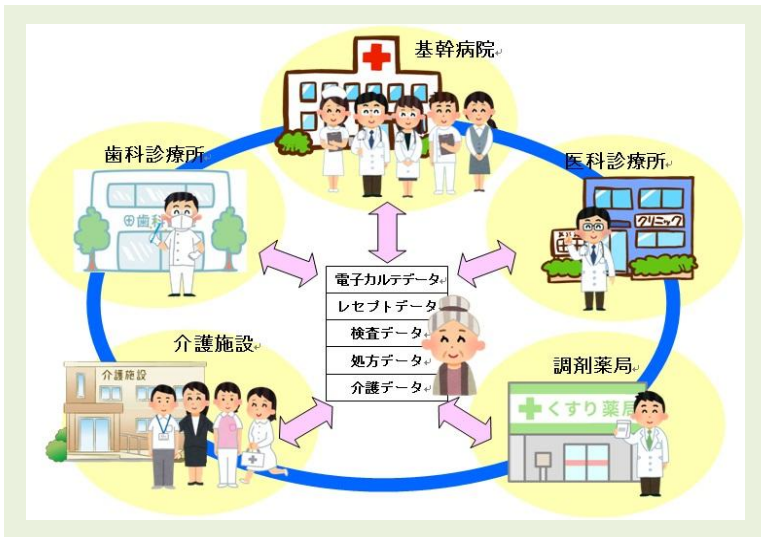 基幹病院
歯科診療所
医科診療所
田歯科
クリニック
電子カルテデータ
レセプトデータ
検査データ
処方データ
介護データ
介護施設
介護施設
調剤薬局
くすり薬局